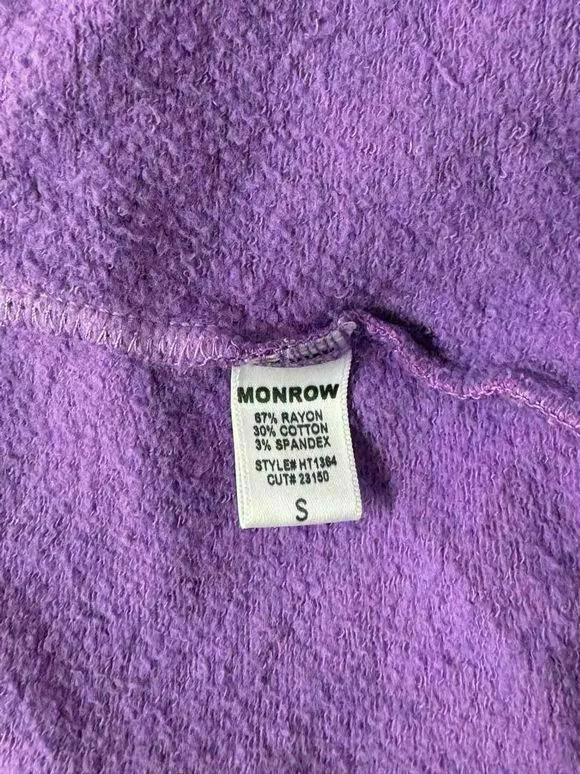 MONROW
67% RAYON
30% COTTON
3% SPANDEX
STYLE# HT1364
CUT# 23150
S